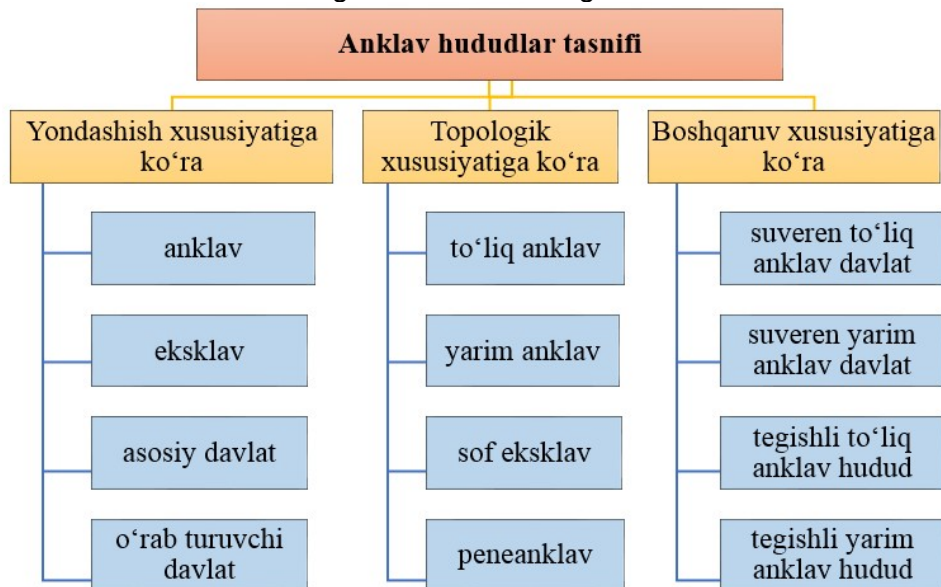 Anklav hududlar tasnifi
Yondashish xususiyatiga
ko‘ra
anklav
eksklav
asosiy davlat
o‘rab turuvchi
davlat
Topologik
xususiyatiga ko‘ra
to‘liq anklav
yarim anklav
sof eksklav
peneanklav
Boshqaruv xususiyatiga
ko‘ra
suveren to‘liq
anklav davlat
suveren yarim
anklav davlat
tegishli to‘liq
anklav hudud
tegishli yarim
anklav hudud